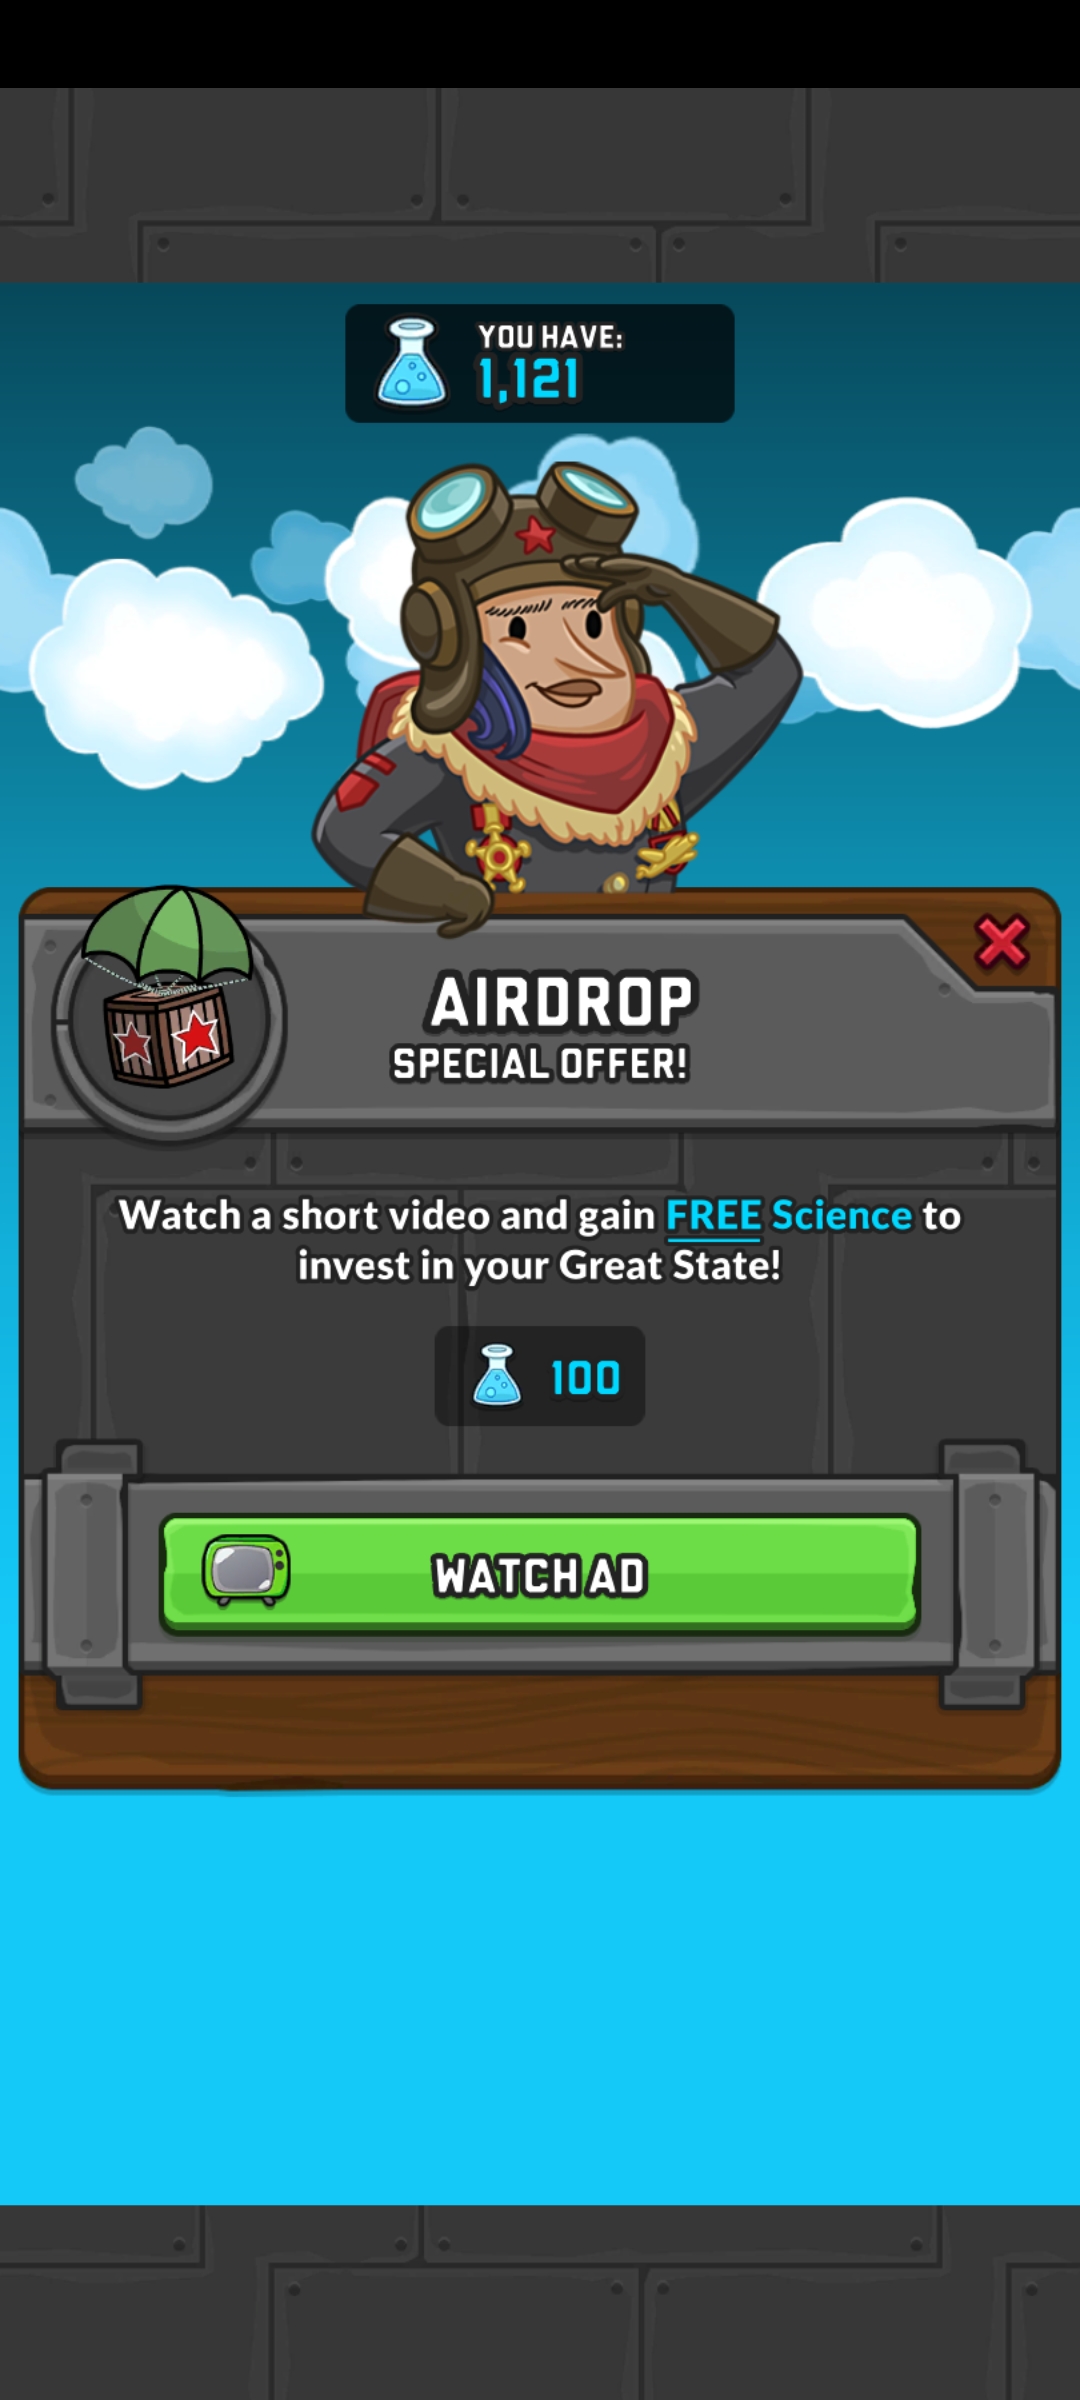 YOU HAVE:
1,121
AIRDROP
SPECIAL OFFER!
Watch a short video and gain FREE Science to
invest in your Great State!
100
WATCH AD